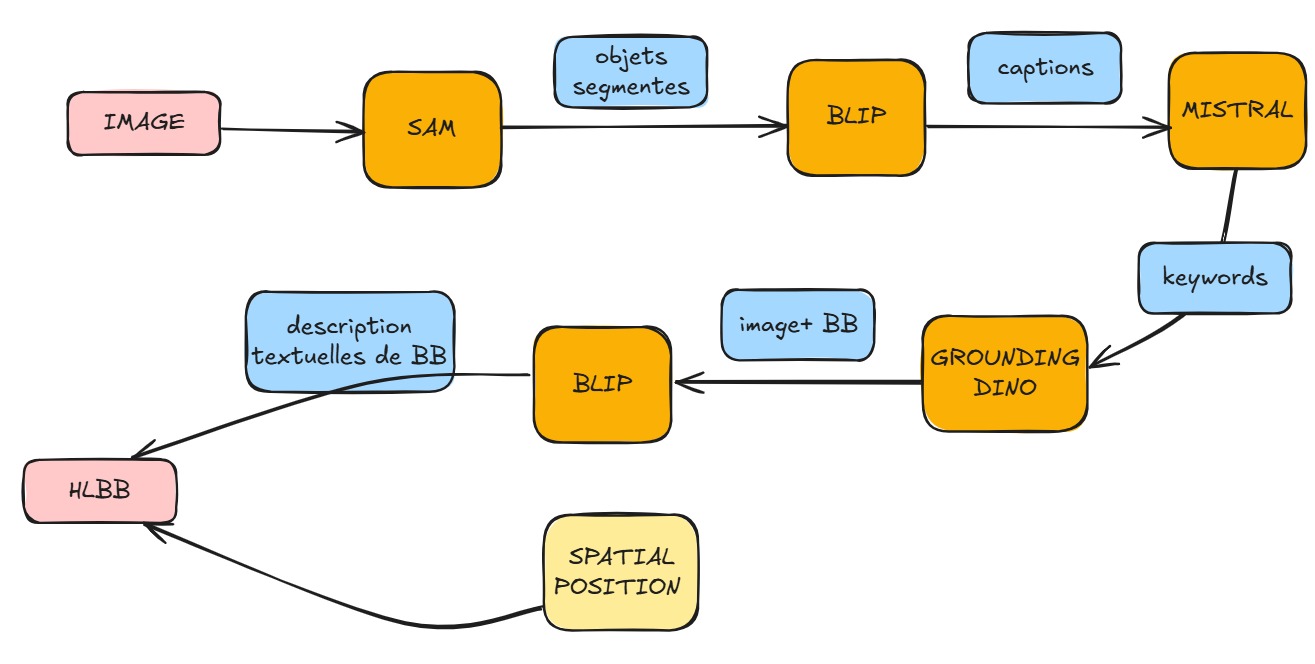 IMAGE
SAM
objets
segmentes
BLIP
captions
MISTRAL
keywords
GROUNDING
DINO
image+ BB
BLIP
description
textuelles de BB
HLBB
SPATIAL
POSITION